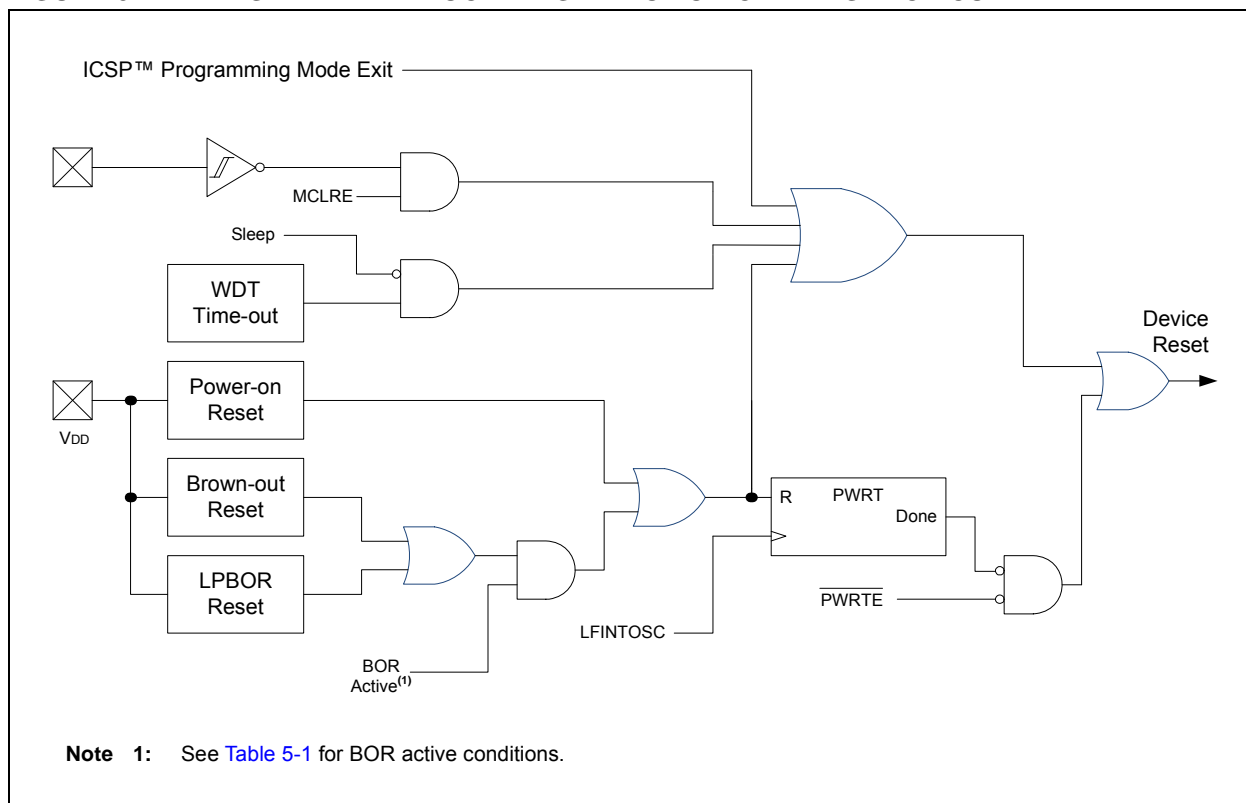 ICSP™ Programming Mode Exit
MCLRE
Sleep
WDT
Time-out
Device
Reset
Power-on
Reset
VDD
Brown-out
Reset
R PWRT
Done
LPBOR
Reset
PWRTE
LFINTOSC
BOR
Active(1)
Note 1: See Table 5-1 for BOR active conditions.